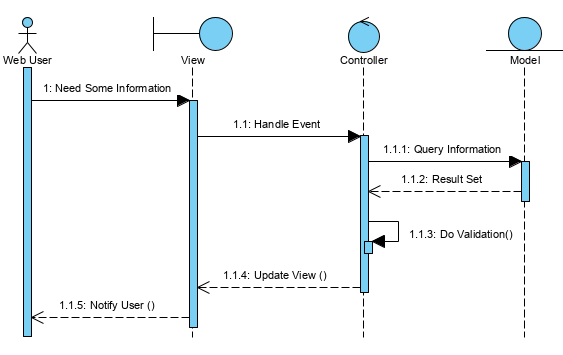 Web User
View
Controller
Model
1: Need Some Information
1.1: Handle Event
1.1.1: Query Information
1.1.2: Result Set
1.1.3: Do Validation()
1.1.4: Update View ()
1.1.5: Notify User ()